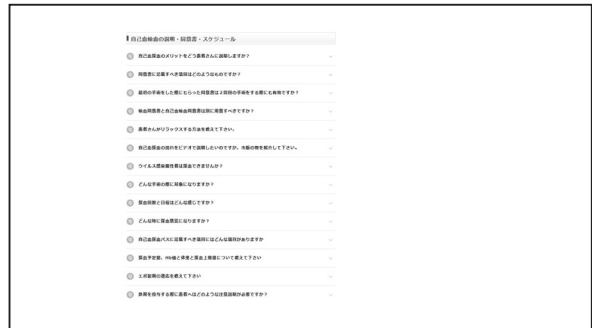 自己血輸血の説明・同意書・スケジュール
自己血採血のメリットをどう患者さんに説明しますか？
同意書に記載すべき項目はどのようなものですか？
最初の手術をした際にもらった同意書は２回目の手術をする際にも有効ですか？
輸血同意書と自己血輸血同意書は別に用意すべきですか？
患者さんがリラックスする方法を教えて下さい。
自己血採血の流れをビデオで説明したいのですが、市販の物を紹介して下さい。
ウイルス感染陽性者は採血できませんか？
どんな手術の際に対象になりますか？
採血回数と日程はどんな感じですか？
どんな時に採血禁忌になりますか？
自己血採血パスに記載すべき項目にはどんな項目がありますか
採血予定量、Hb値と体重と採血上限量について教えて下さい
エポ製剤の適応を教えて下さい
鉄剤を投与する際に患者へはどのような注意説明が必要ですか？